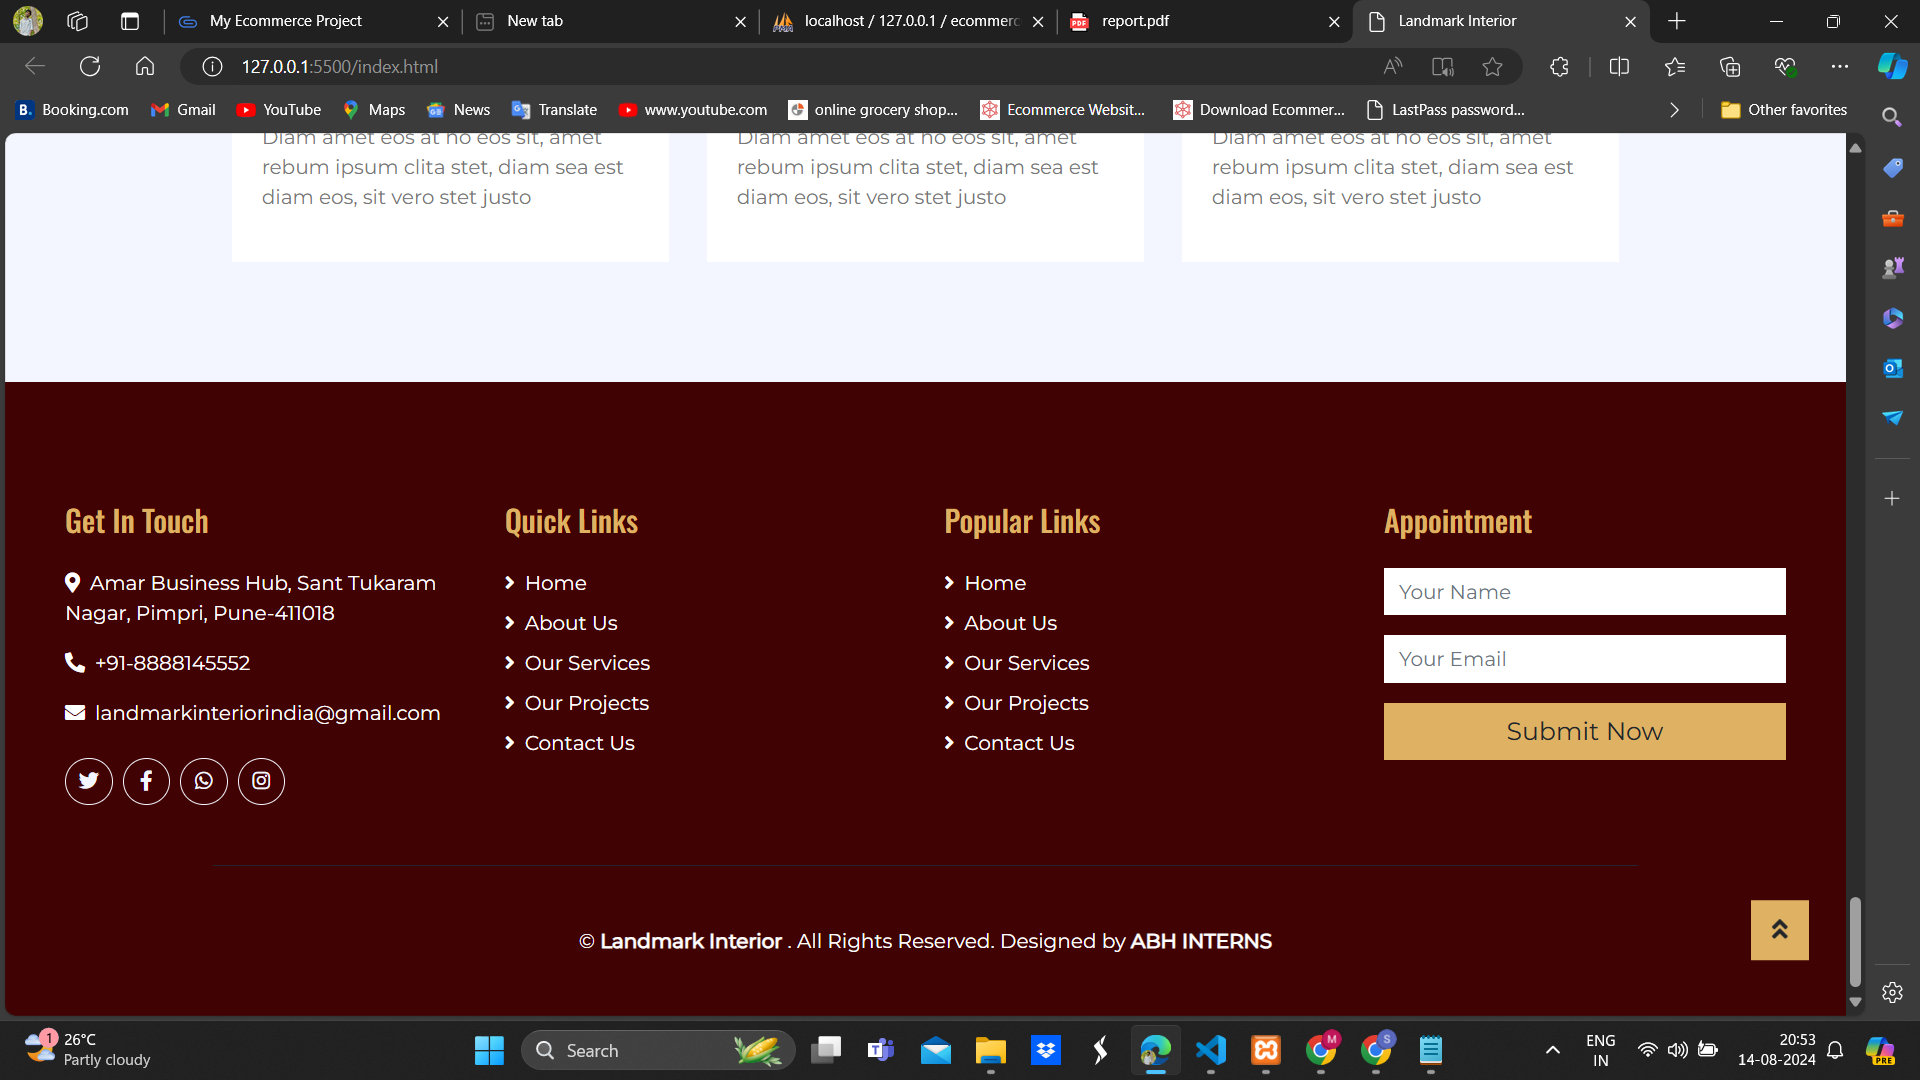 My Ecommerce Project
New tab
localhost / 127.0.0.1 / ecommerc
report.pdf
Landmark Interior
127.0.0.1:5500/index.html
Booking.com
Gmail
YouTube
Maps
News
Translate
www.youtube.com
online grocery shop...
Ecommerce Websit...
Download Ecommer...
LastPass password...
Other favorites
Diam amet eos at no eos sit, amet
rebum ipsum clita stet, diam sea est
diam eos, sit vero stet justo
Diam amet eos at no eos sit, amet
rebum ipsum clita stet, diam sea est
diam eos, sit vero stet justo
Diam amet eos at no eos sit, amet
rebum ipsum clita stet, diam sea est
diam eos, sit vero stet justo
Get In Touch
Amar Business Hub, Sant Tukaram
Nagar, Pimpri, Pune-411018
+91-8888145552
landmarkinteriorindia@gmail.com
Quick Links
Home
About Us
Our Services
Our Projects
Contact Us
Popular Links
Home
About Us
Our Services
Our Projects
Contact Us
Appointment
Your Name
Your Email
Submit Now
© Landmark Interior . All Rights Reserved. Designed by ABH INTERNS
1
26°C
Partly cloudy
Search
M
S
ENG
IN
20:53
14-08-2024
PRE